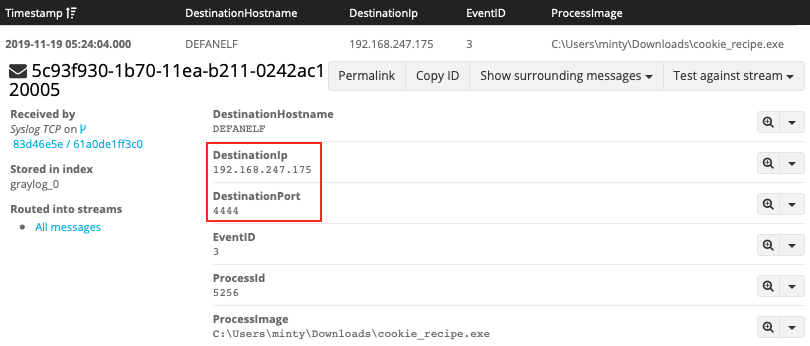 Timestamp DestinationHostname DestinationIp EventID ProcessImage
2019-11-19 05:24:04.000 DEFANELF 192.168.247.175 3 C:\Users\minty\Downloads\cookie_recipe.exe
5c93f930-1b70-11ea-b211-0242ac1
20005
Permalink Copy ID Show surrounding messages Test against stream
Received by
Syslog TCP on
83d46e5e / 61a0de1ff3c0
Stored in index
graylog_0
Routed into streams
• All messages
DestinationHostname
DEFANELF
DestinationIp
192.168.247.175
DestinationPort
4444
EventID
3
ProcessId
5256
ProcessImage
C:\Users\minty\Downloads\cookie_recipe.exe